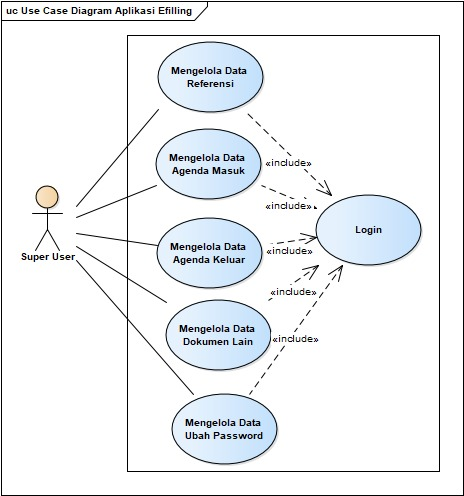 uc Use Case Diagram Aplikasi Efilling
Mengelola Data
Referensi
«include»
Mengelola Data
Agenda Masuk
«include»
Login
Super User
Mengelola Data
Agenda Keluar
«include»
«include»
Mengelola Data
Dokumen Lain
«include»
Mengelola Data
Ubah Password